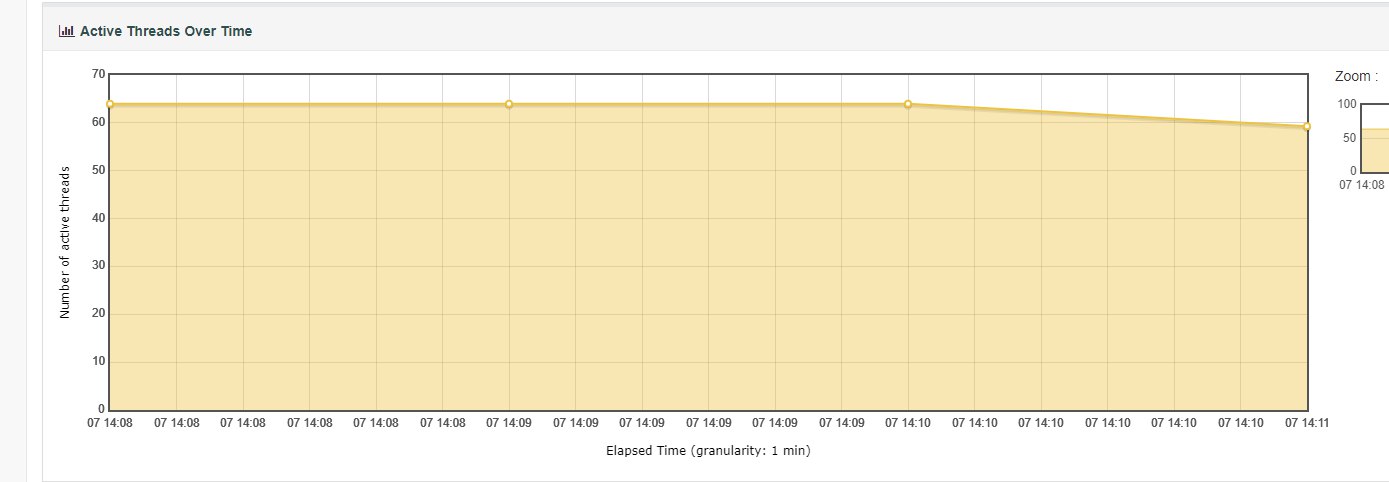 Active Threads Over Time
Zoom :
70
60
50
40
30
20
10
0
Number of active threads
07 14:08 07 14:08 07 14:08 07 14:08 07 14:08 07 14:08 07 14:09 07 14:09 07 14:09 07 14:09 07 14:09 07 14:09 07 14:10 07 14:10 07 14:10 07 14:10 07 14:10 07 14:10 07 14:11
Elapsed Time (granularity: 1 min)
100
50
0
07 14:08